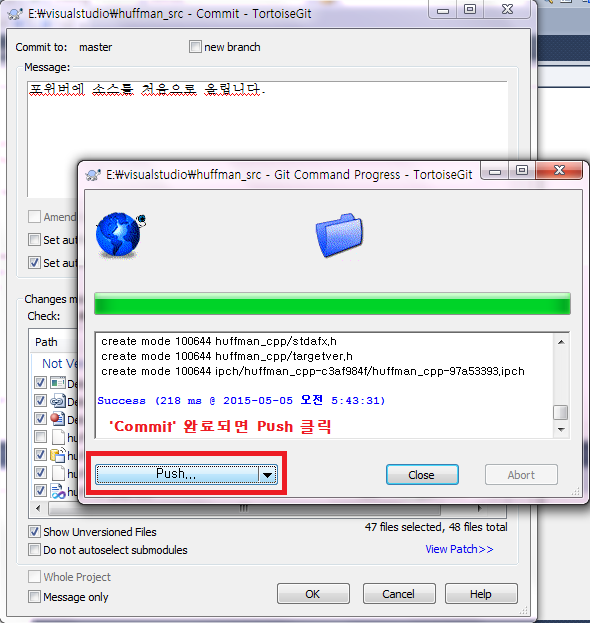 E:₩visualstudio₩huffman_src - Commit - TortoiseGit
Commit to: master new branch
Message:
포위버에 소스를 처음으로 올립니다.
E:₩visualstudio₩huffman_src - Git Command Progress - TortoiseGit
Amend
Set aut
Set aut
create mode 100644 huffman_cpp/stdafx.h
create mode 100644 huffman_cpp/targetver.h
create mode 100644 ipch/huffman_cpp-c3af984f/huffman_cpp-97a53393.ipch
Success (218 ms @ 2015-05-05 오전 5:43:31)
'Commit' 완료되면 Push 클릭
Push...
Close
Abort
Changes m
Check:
Path
Not Ve
De
De
De
hu
hu
hu
hu
47 files selected, 48 files total
Show Unversioned Files
Do not autoselect submodules
View Patch>>
Whole Project
Message only
OK
Cancel
Help